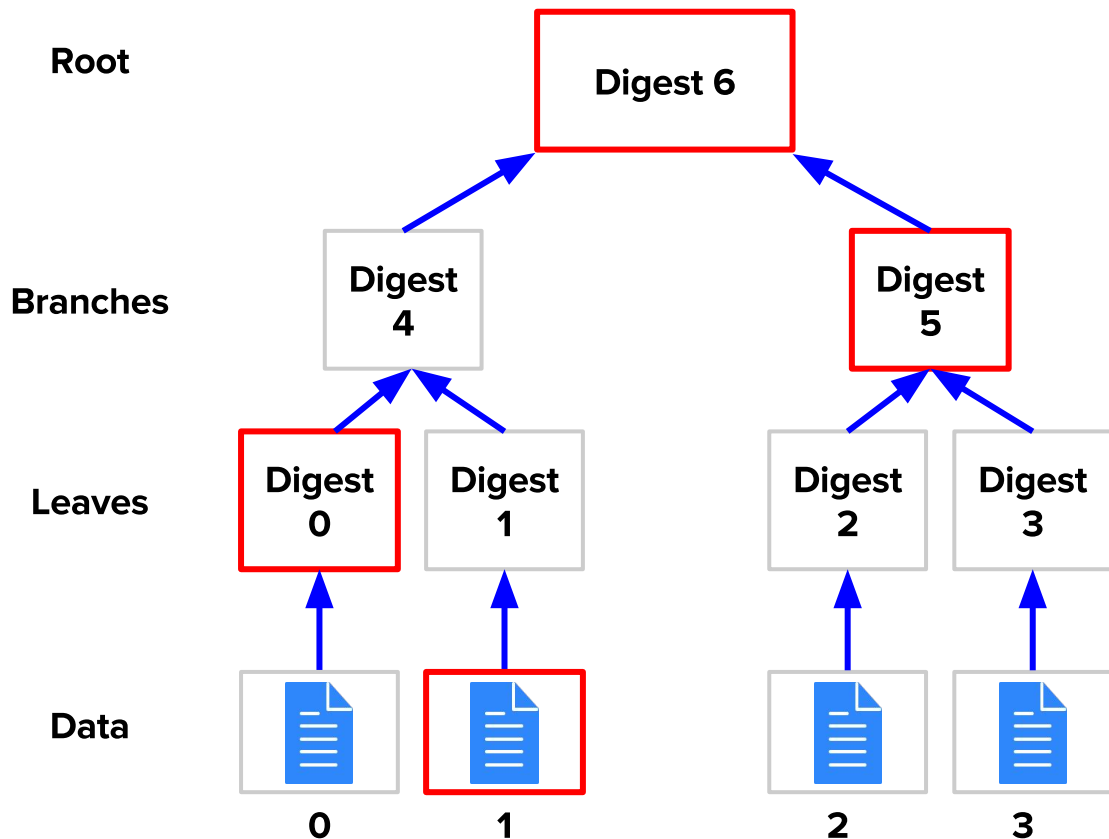 Root
Digest 6
Branches
Digest
4
Digest
5
Leaves
Digest
0
Digest
1
Digest
2
Digest
3
Data
0
1
2
3